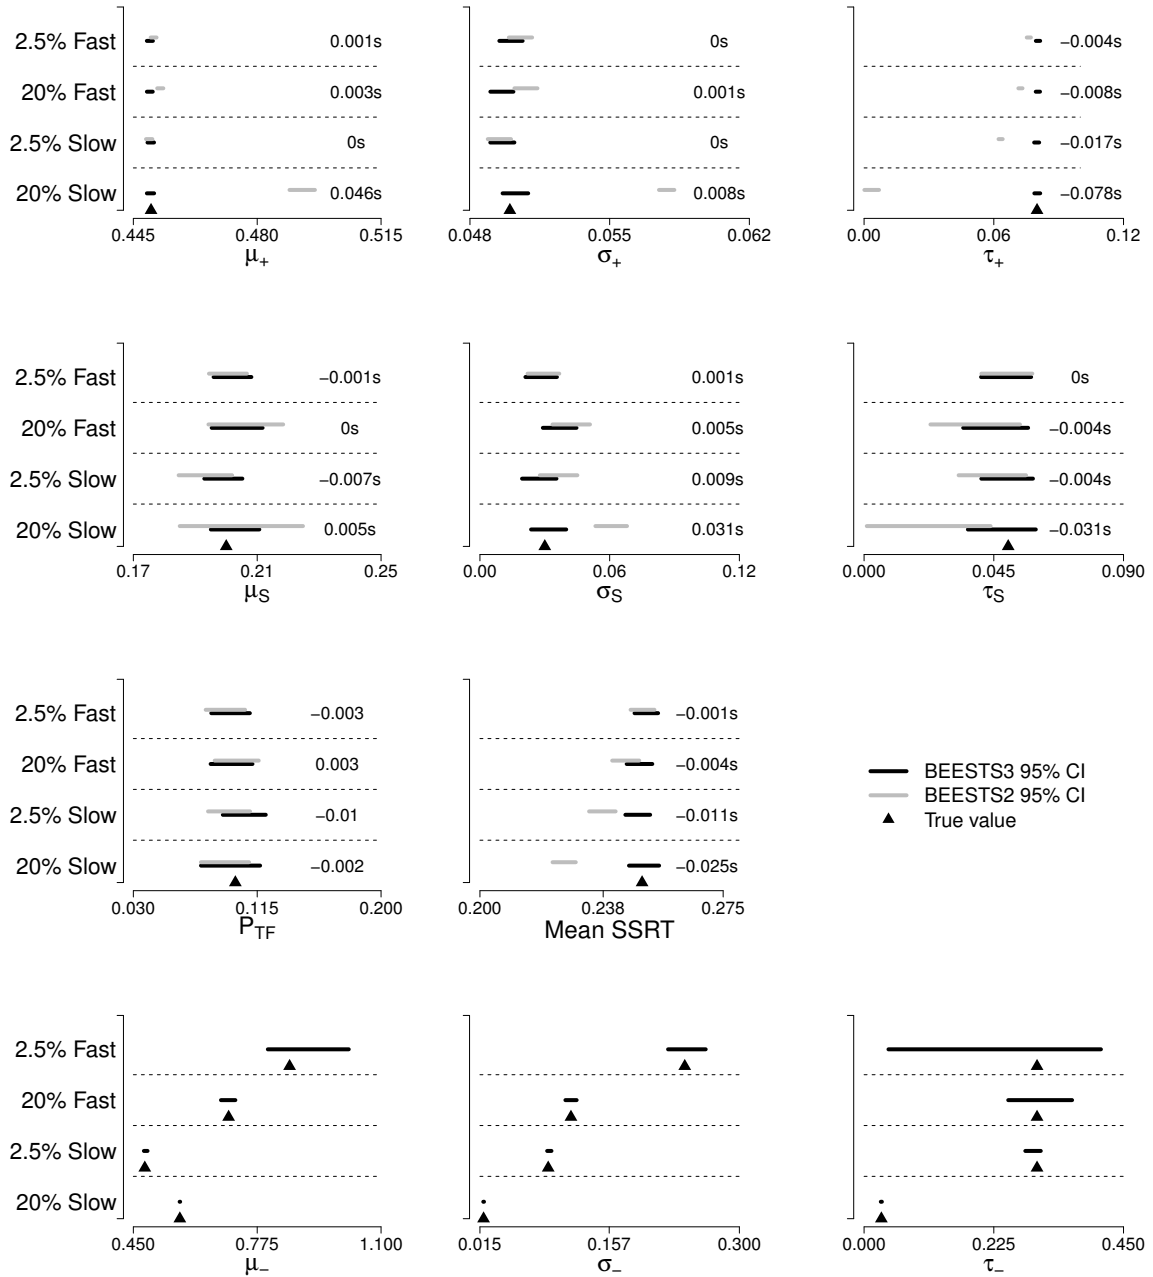 2.5% Fast 0.001s 0s −0.004s
20% Fast 0.003s 0.001s −0.008s
2.5% Slow 0s 0s −0.017s
20% Slow 0.046s 0.008s −0.078s
0.445 0.480 0.515 0.048 0.055 0.062 0.00 0.06 0.12
μ+ σ+ τ+
2.5% Fast −0.001s 0.001s 0s
20% Fast 0s 0.005s −0.004s
2.5% Slow −0.007s 0.009s −0.004s
20% Slow 0.005s 0.031s −0.031s
0.17 0.21 0.25 0.00 0.06 0.12 0.000 0.045 0.090
μS σS τS
2.5% Fast −0.003 −0.001s
20% Fast 0.003 −0.004s
2.5% Slow −0.01 −0.011s
20% Slow −0.002 −0.025s
0.030 0.115 0.200 0.200 0.238 0.275
PTF Mean SSRT
BEESTS3 95% CI
BEESTS2 95% CI
True value
2.5% Fast
20% Fast
2.5% Slow
20% Slow
0.450 0.775 1.100 0.015 0.157 0.300 0.000 0.225 0.450
μ− σ− τ−